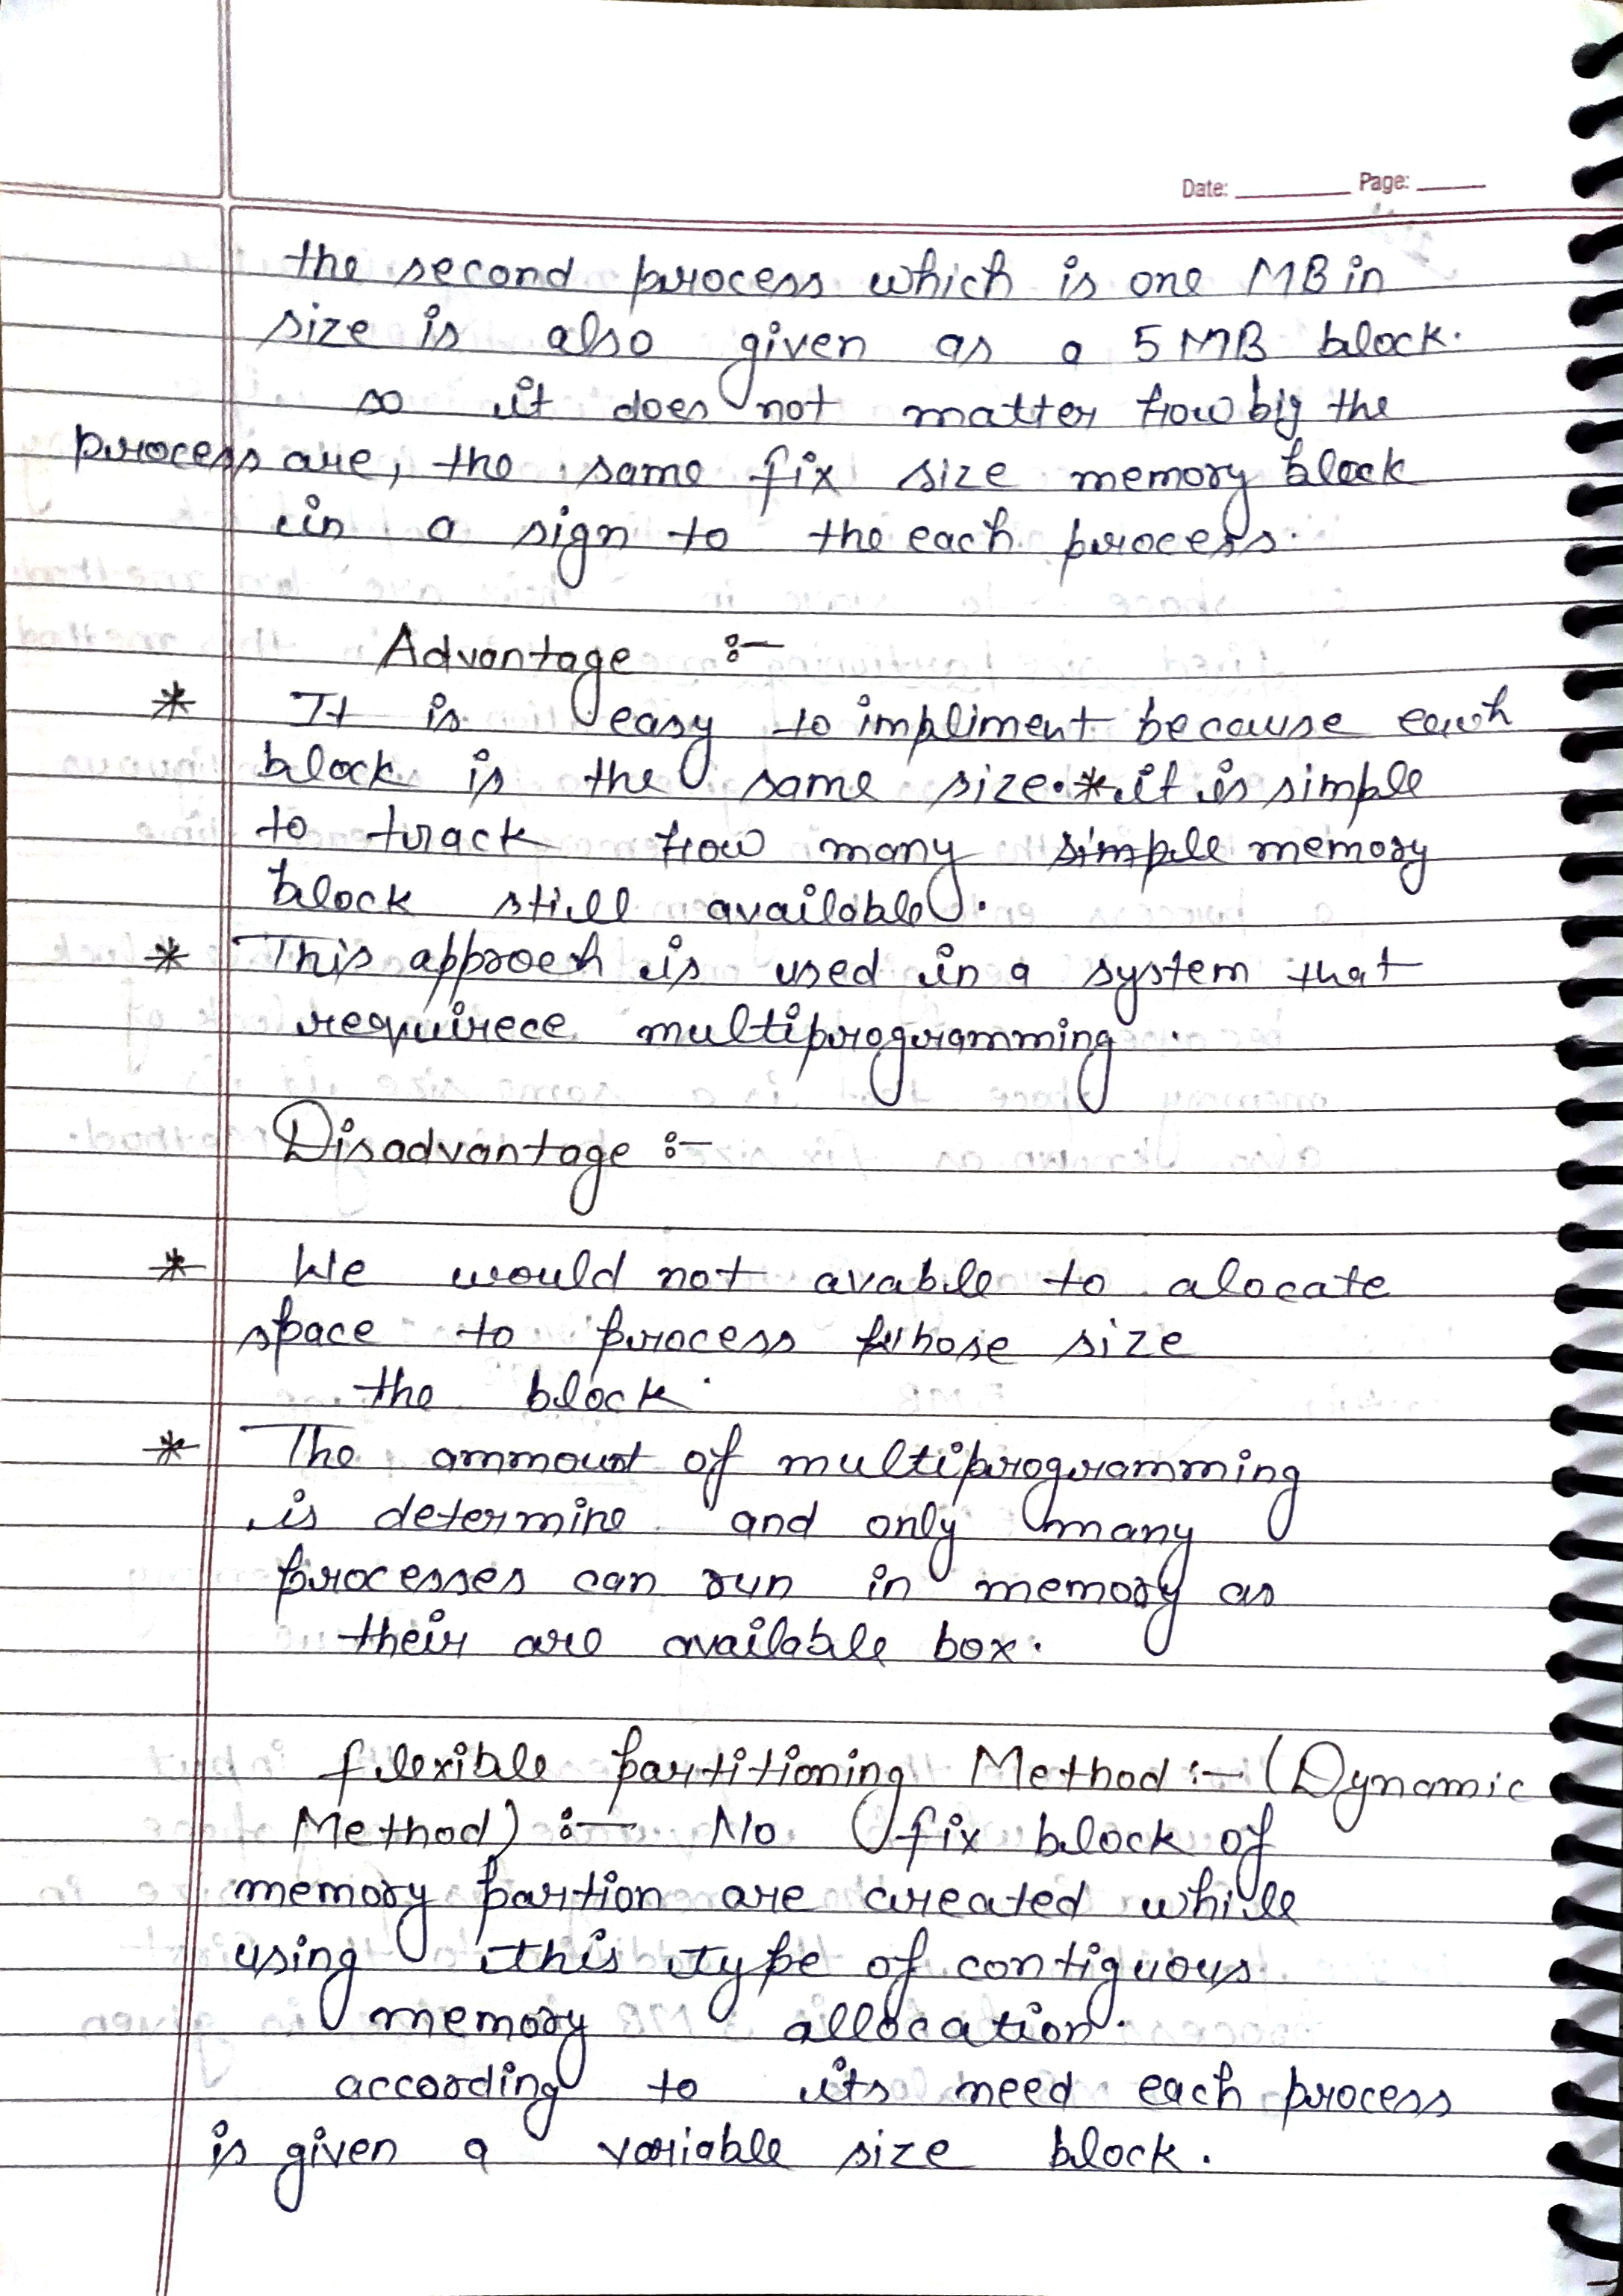 Date: Page:
the second process which is one MB in
size is also given as a 5 MB block.
so it does not matter how big the
process are, the same fix size memory block
in a sign to the each process.
Advantage :-
* It is easy to impliment because each
block is the same size. * it is simple
to track how many simple memory
block still available.
* This approech is used in a system that
requirece multiprogramming.
Disadvantage :-
* We would not avable to alocate
space to process whose size
the block.
* The ammount of multiprogramming
is determine and only many
processes can run in memory as
their are available box.
flexible partitioning Method :- (Dynamic
Method) :- No fix block of
memory partion are created while
using this type of contiguous
memory allocation.
according to its need each process
is given a variable size block.